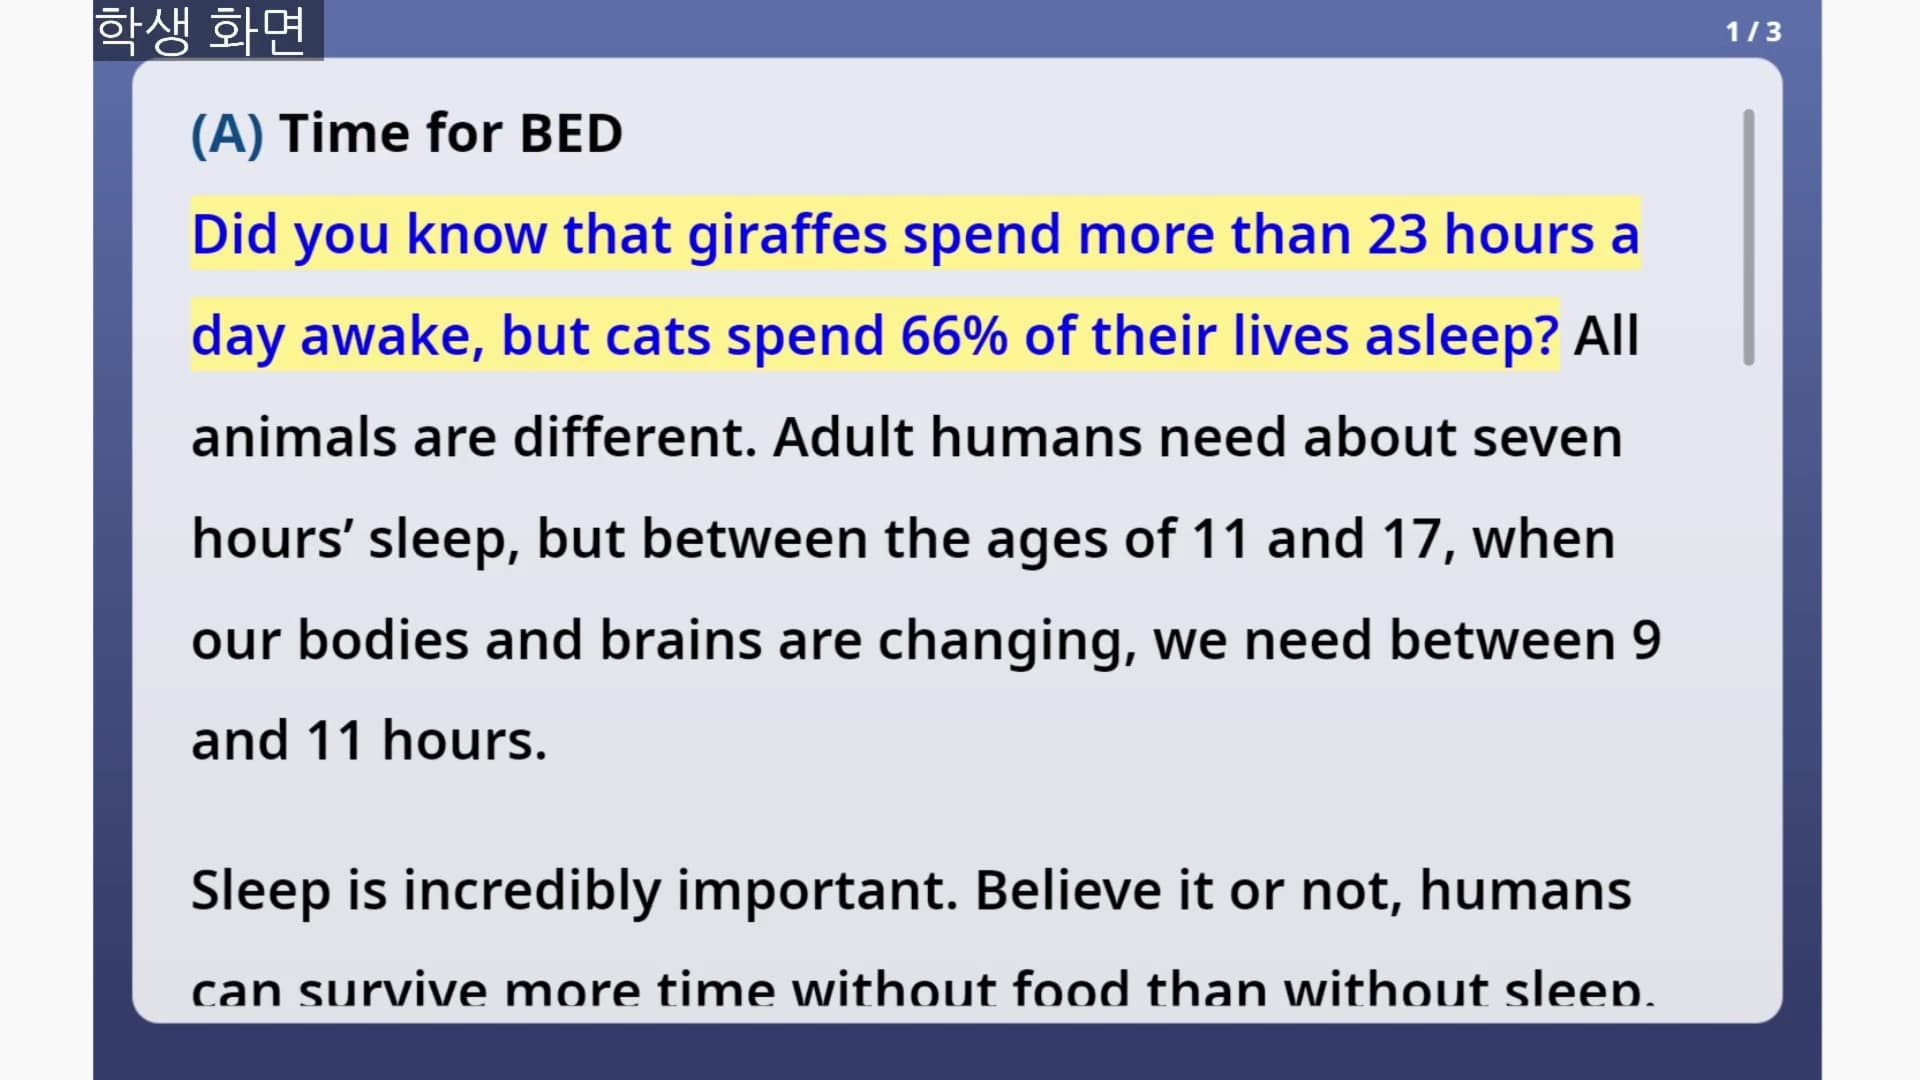 학생 화면
1 / 3
(A) Time for BED
Did you know that giraffes spend more than 23 hours a
day awake, but cats spend 66% of their lives asleep? All
animals are different. Adult humans need about seven
hours’ sleep, but between the ages of 11 and 17, when
our bodies and brains are changing, we need between 9
and 11 hours.
Sleep is incredibly important. Believe it or not, humans
can survive more time without food than without sleep.